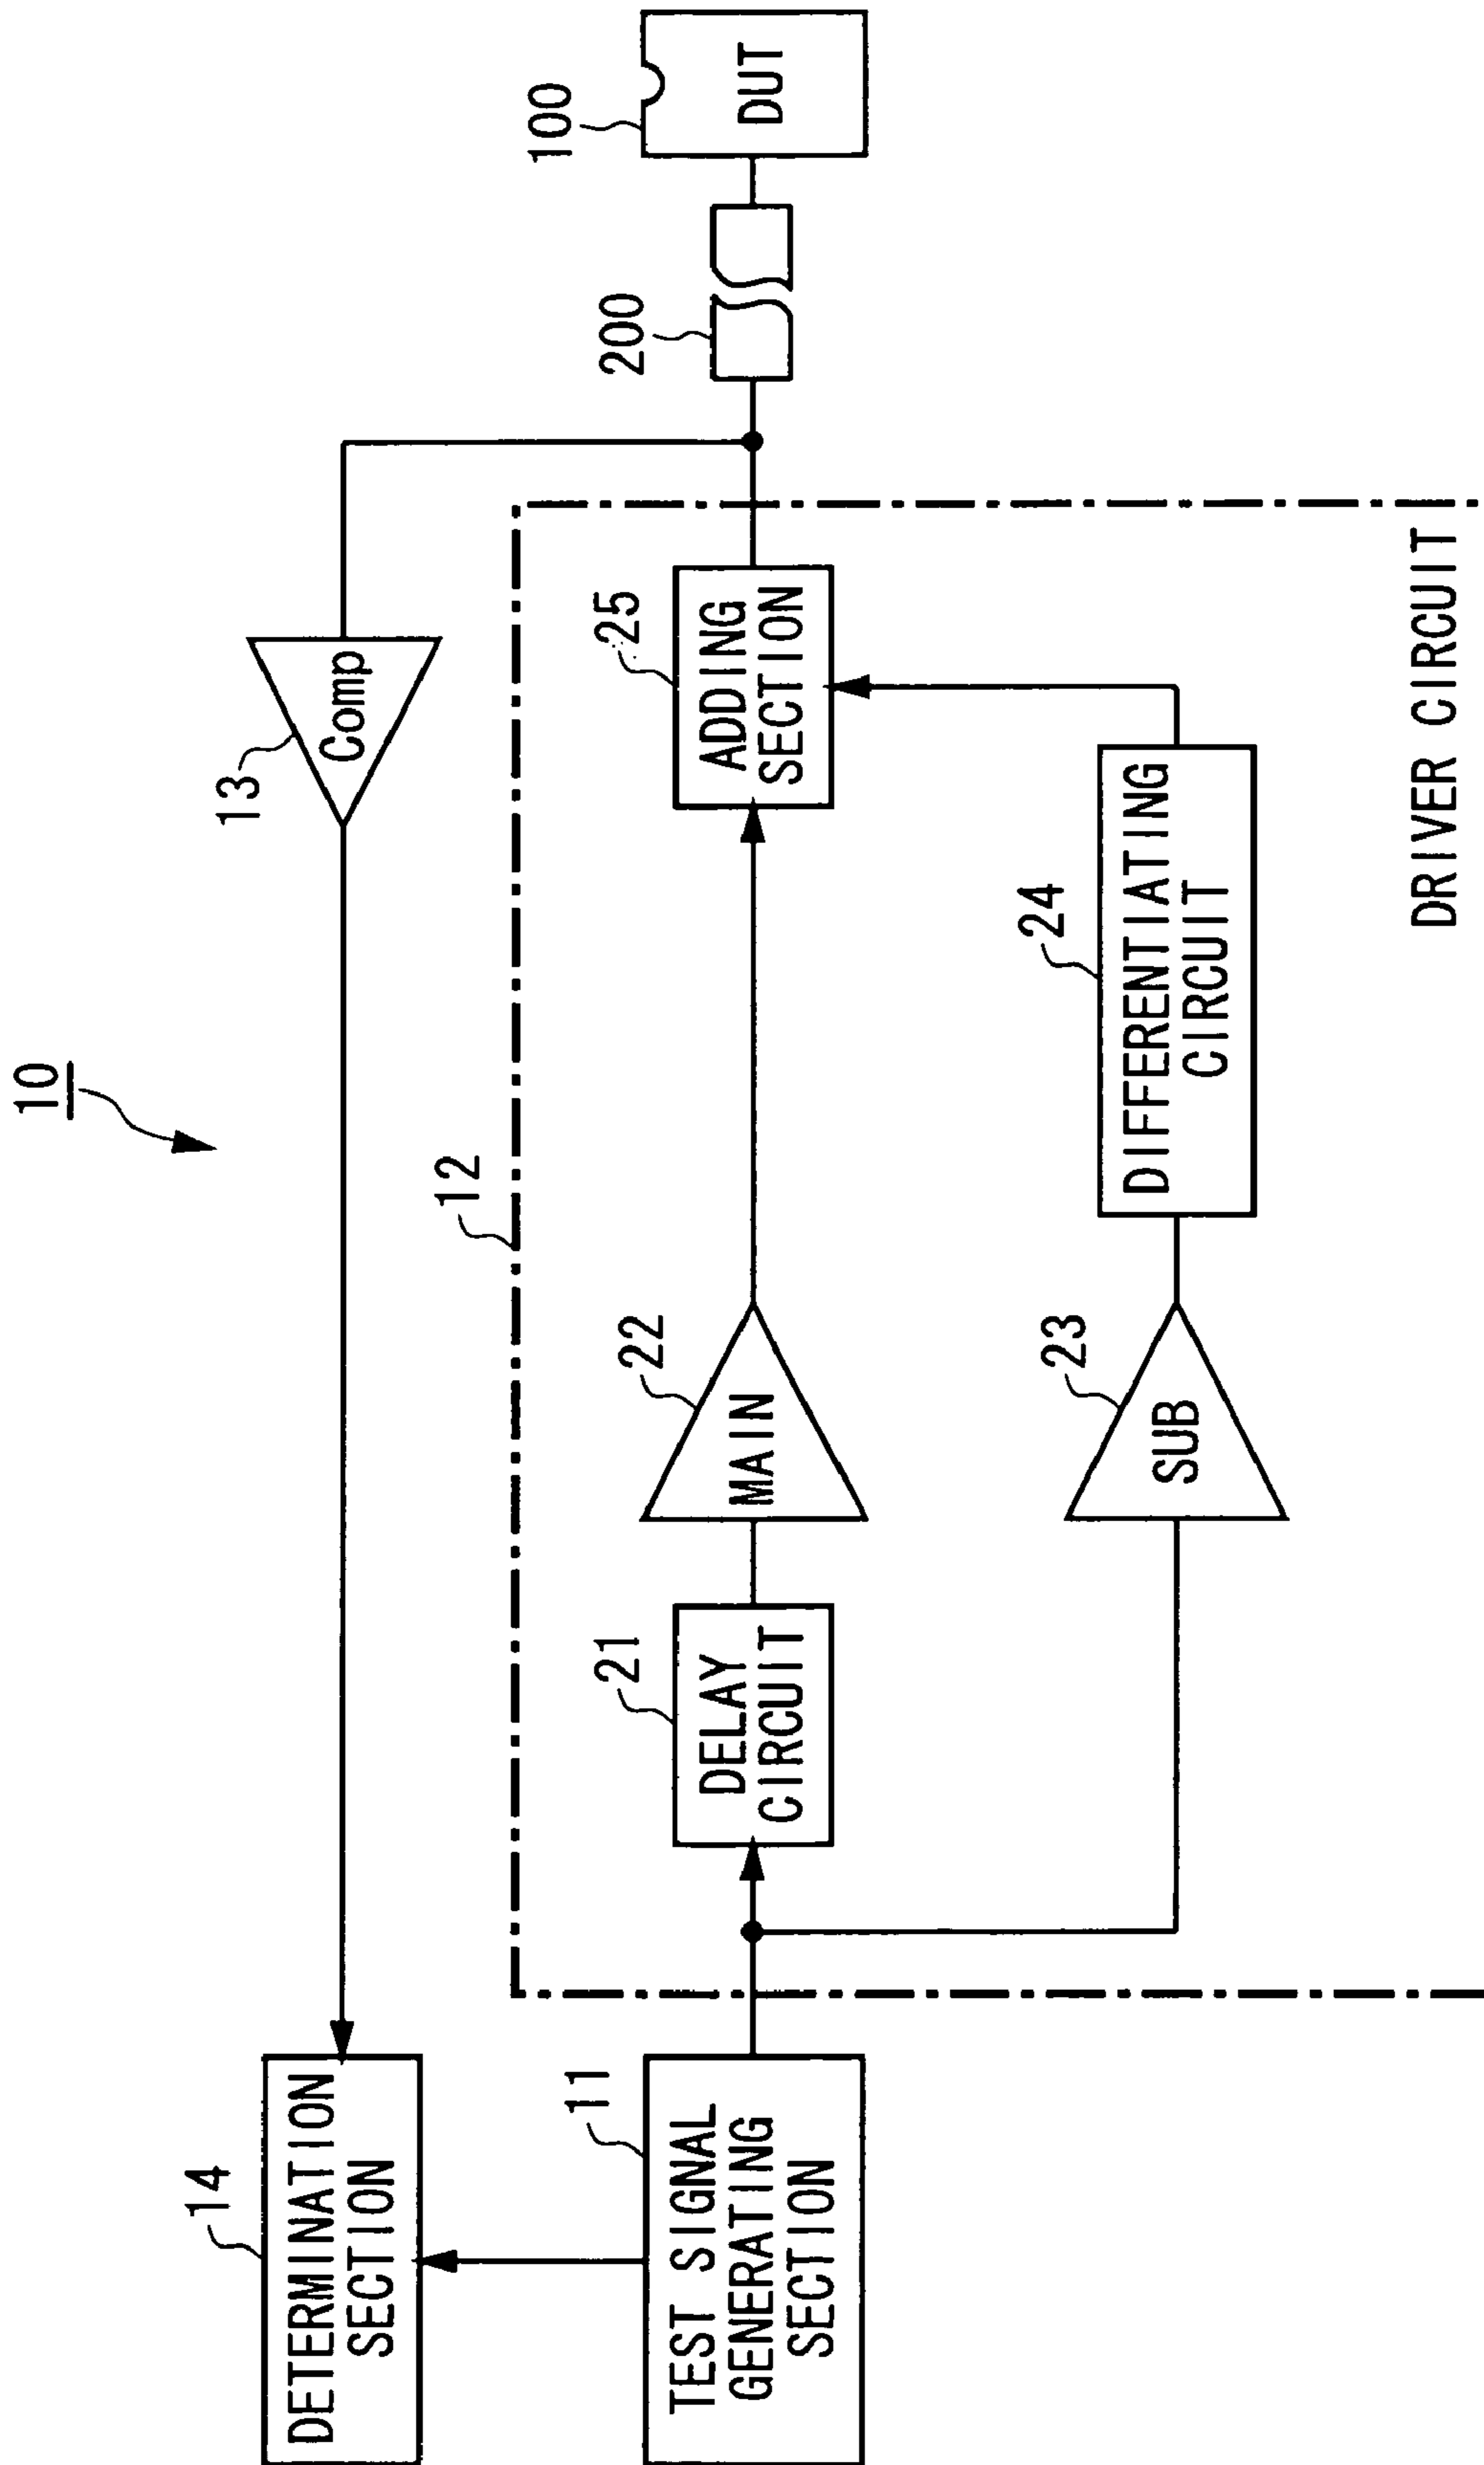 10
14
DETERMINATION
SECTION
13
Comp
12
11
TEST SIGNAL
GENERATING
SECTION
21
DELAY
CIRCUIT
22
MAIN
25
ADDING
SECTION
200
100
DUT
23
SUB
24
DIFFERENTIATING
CIRCUIT
DRIVER CIRCUIT